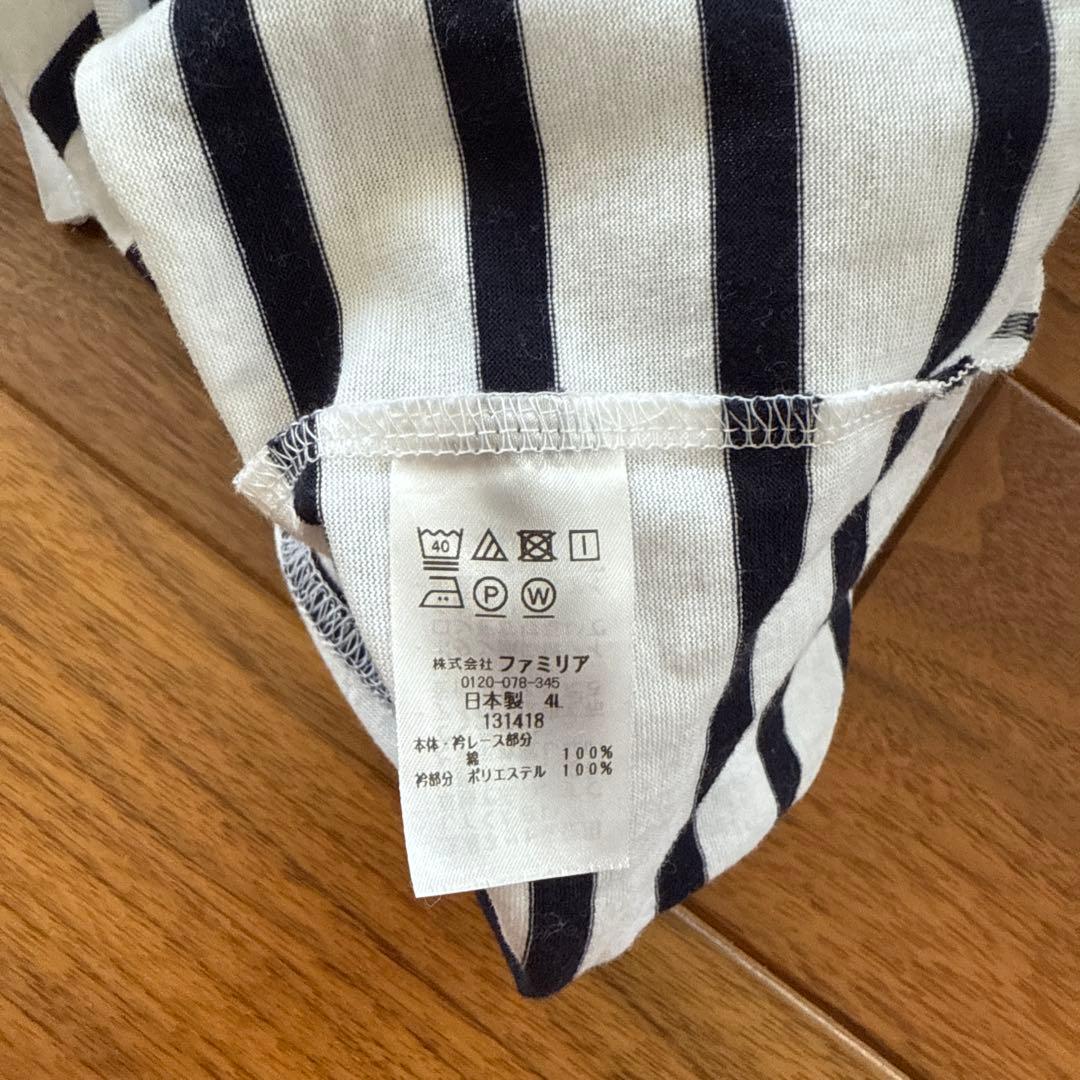 40
P W
株式会社 ファミリア
0120-078-345
日本製 4L
131418
本体・衿レース部分
綿 100%
衿部分 ポリエステル 100%